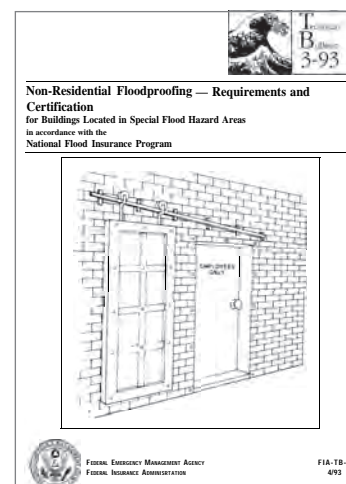 Technical
Bulletin
3-93
Non-Residential Floodproofing — Requirements and
Certification
for Buildings Located in Special Flood Hazard Areas
in accordance with the
National Flood Insurance Program
EMPLOYEES
ONLY
FEDERAL EMERGENCY MANAGEMENT AGENCY
FIA-TB-
FEDERAL INSURANCE ADMINISRTATION
4/93